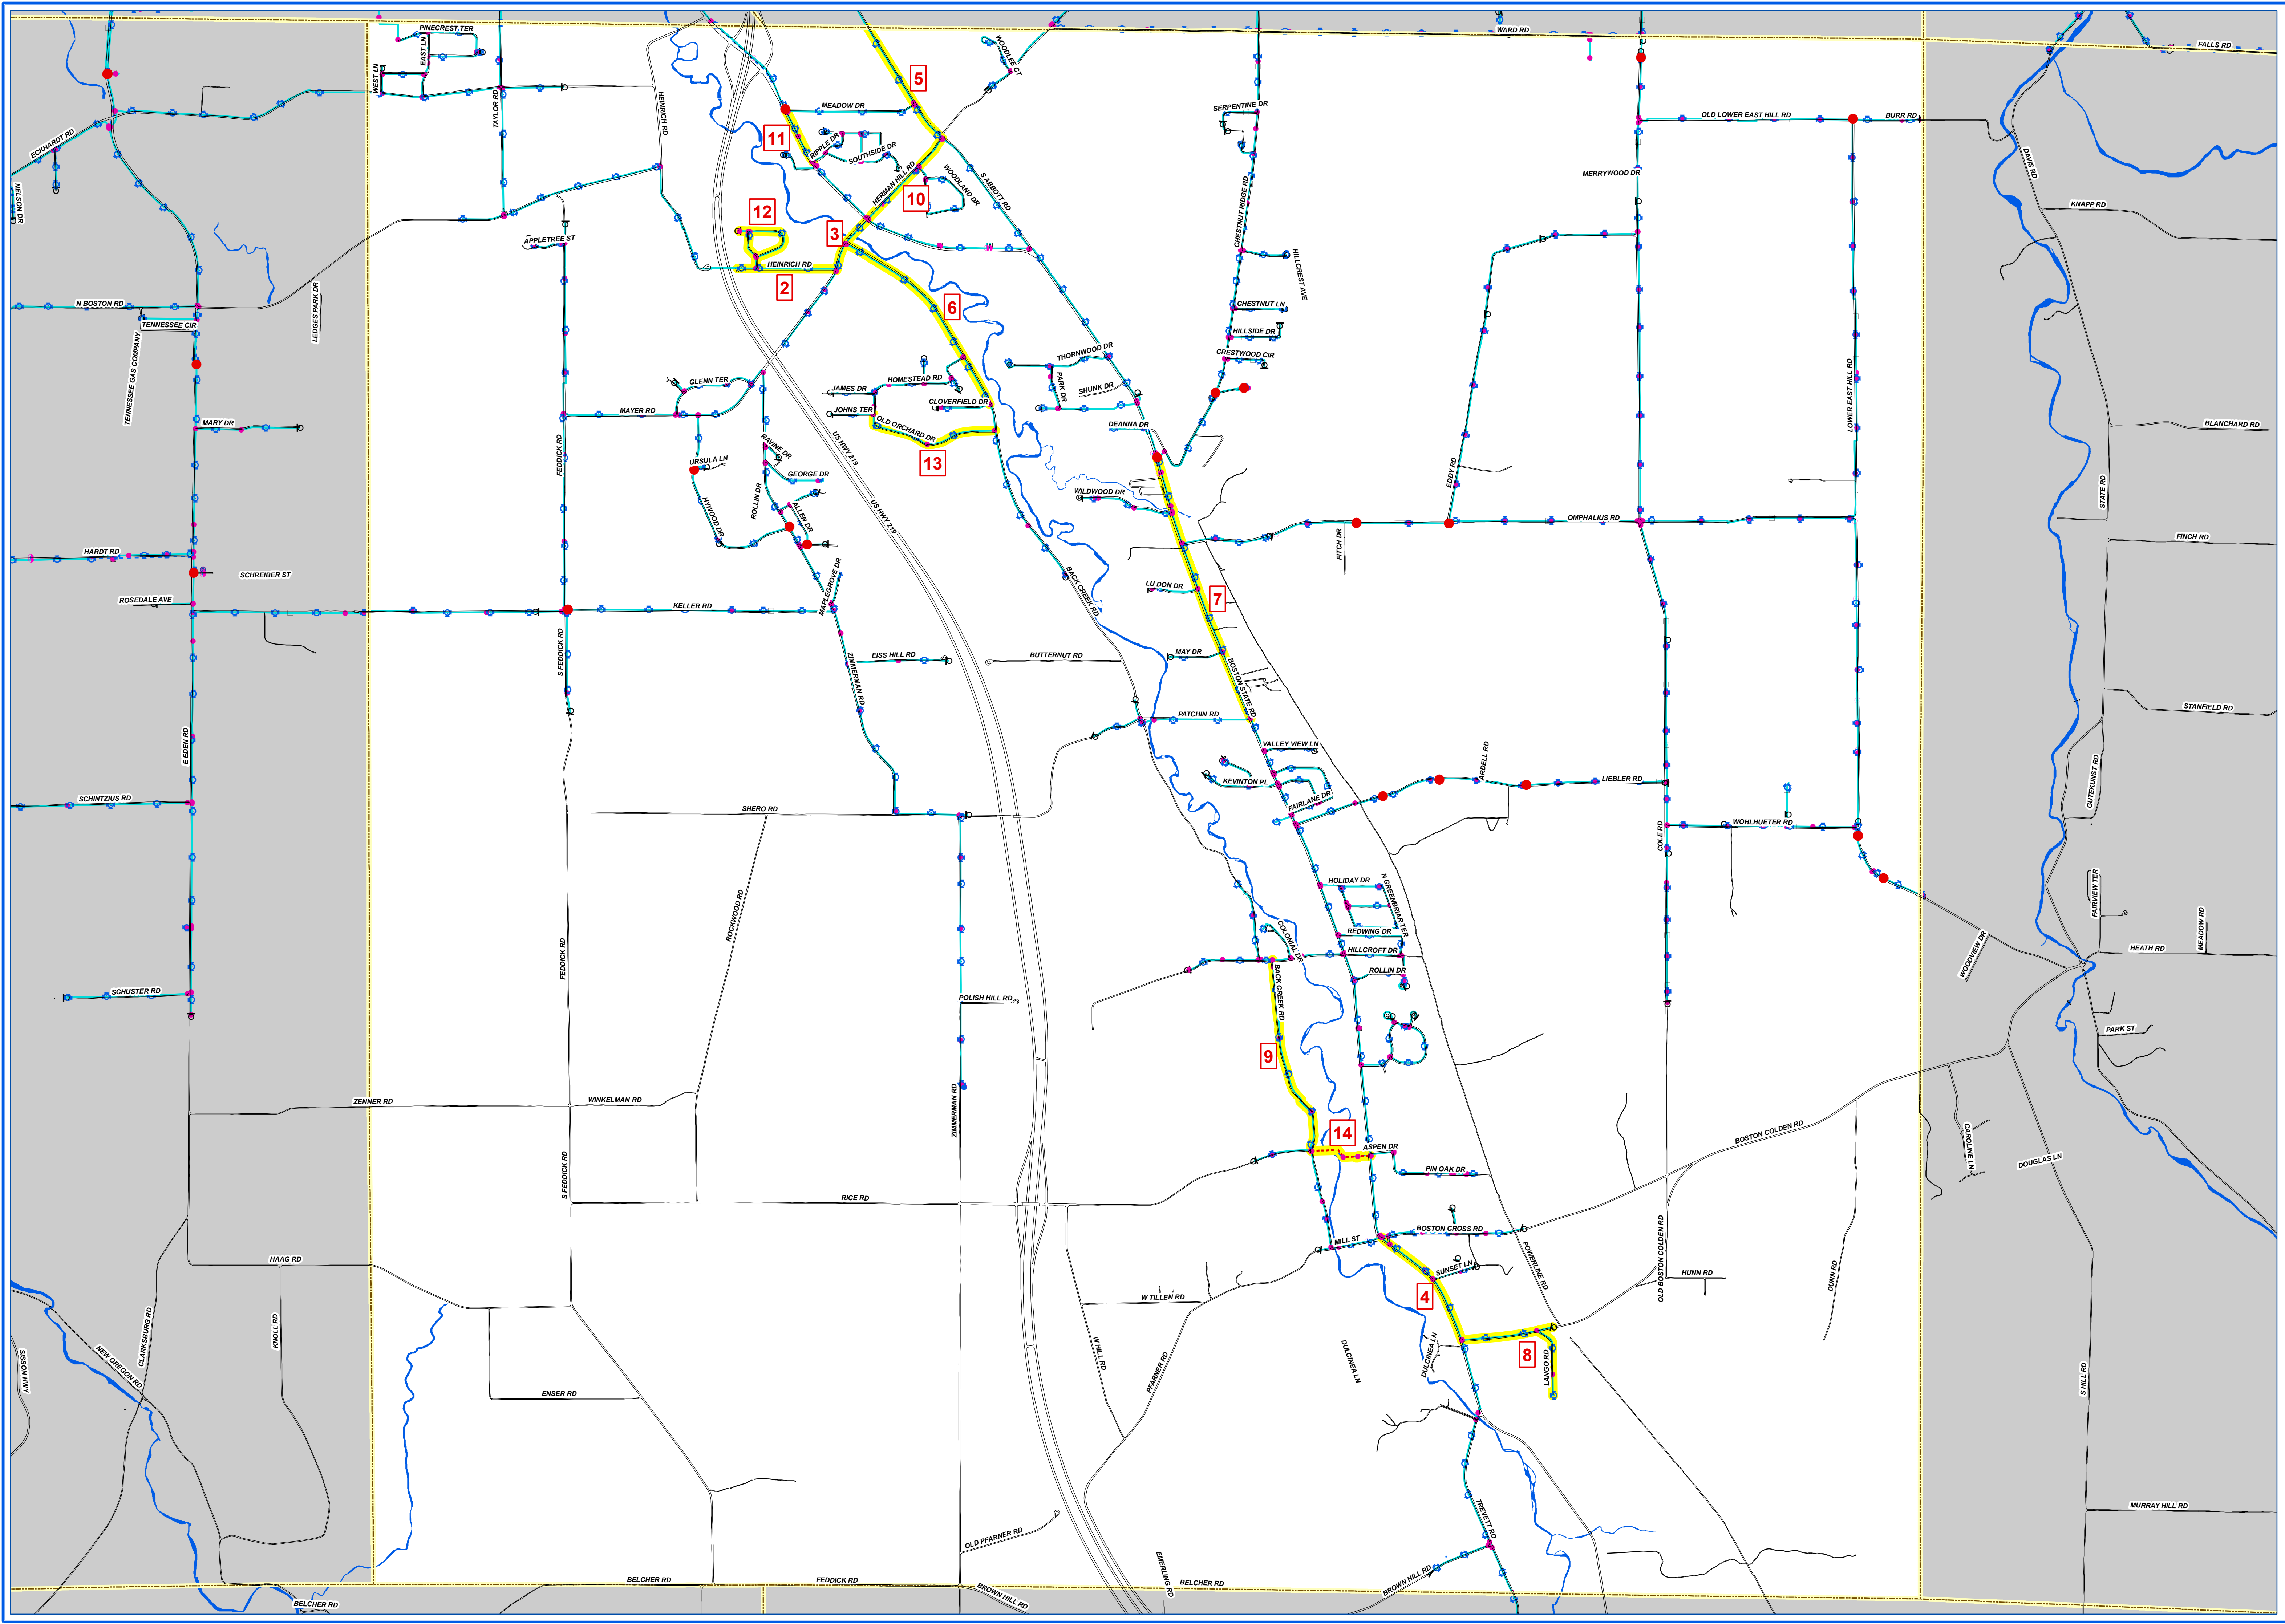 PINECREST TER
WARD RD
FALLS RD
EAST LN
WEST LN
WOODLEE CT
5
TAYLOR RD
HEINRICH RD
MEADOW DR
SERPENTINE DR
OLD LOWER EAST HILL RD
BURR RD
ECKHARDT RD
11
RIPPLE DR
SOUTHSIDE DR
DAVIS RD
HERMAN HILL RD
WOODLAND DR
S ABBOTT RD
MERRYWOOD DR
NELSON DR
10
CHESTNUT RIDGE RD
KNAPP RD
12
3
APPLETREE ST
HEINRICH RD
HILLCREST AVE
2
N BOSTON RD
LEDGES PARK DR
6
CHESTNUT LN
TENNESSEE CIR
HILLSIDE DR
TENNESSEE GAS COMPANY
THORNWOOD DR
CRESTWOOD CIR
GLENN TER
HOMESTEAD RD
PARK DR
SHUNK DR
JAMES DR
LOWER EAST HILL RD
CLOVERFIELD DR
MAYER RD
JOHNS TER
MARY DR
OLD ORCHARD DR
DEANNA DR
BLANCHARD RD
FEDDICK RD
RAVINE DR
US HWY 219
13
URSULA LN
GEORGE DR
EDDY RD
STATE RD
WILDWOOD DR
HYWOOD DR
ROLLIN DR
ALLEN DR
US HWY 219
OMPHALIUS RD
FITCH DR
FINCH RD
HARDT RD
SCHREIBER ST
MAPLEGROVE DR
BACK CREEK RD
LU DON DR
7
ROSEDALE AVE
KELLER RD
S FEDDICK RD
ZIMMERMAN RD
EISS HILL RD
BUTTERNUT RD
MAY DR
BOSTON STATE RD
PATCHIN RD
STANFIELD RD
E EDEN RD
VALLEY VIEW LN
ARDELL RD
KEVINTON PL
LIEBLER RD
GUTEKUNST RD
SCHINTZIUS RD
FAIRLANE DR
SHERO RD
COLE RD
WOHLHUETER RD
HOLIDAY DR
N GREENBRIAR TER
FAIRVIEW TER
ROCKWOOD RD
MEADOW RD
REDWING DR
COLONIAL DR
HILLCROFT DR
HEATH RD
FEDDICK RD
WOODVIEW DR
ROLLIN DR
BACK CREEK RD
SCHUSTER RD
POLISH HILL RD
PARK ST
9
ZENNER RD
WINKELMAN RD
ZIMMERMAN RD
14
BOSTON COLDEN RD
CAROLINE LN
ASPEN DR
DOUGLAS LN
PIN OAK DR
S FEDDICK RD
RICE RD
BOSTON CROSS RD
MILL ST
OLD BOSTON COLDEN RD
HAAG RD
SUNSET LN
POWERLINE RD
HUNN RD
DUNN RD
4
W TILLEN RD
CLARKSBURG RD
KNOLL RD
NEW OREGON RD
SISSON HWY
W HILL RD
PFARNER RD
DULCINEA LN
DULCINEA LN
8
LANGO RD
S HILL RD
ENSER RD
MURRAY HILL RD
TREVETT RD
OLD PFARNER RD
EMERLING RD
BROWN HILL RD
BELCHER RD
FEDDICK RD
BELCHER RD
BROWN HILL RD
BELCHER RD